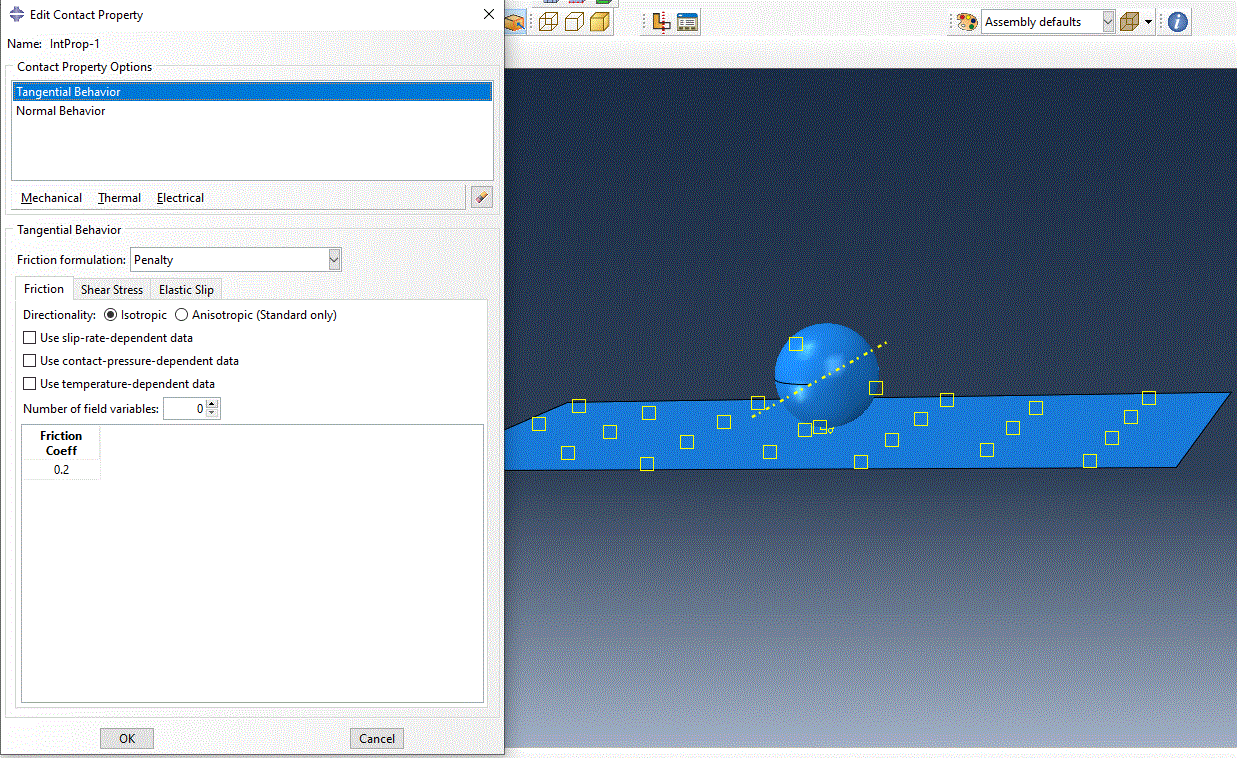 Edit Contact Property
Name: IntProp-1
Contact Property Options
Tangential Behavior
Normal Behavior
Mechanical Thermal Electrical
Tangential Behavior
Friction formulation: Penalty
Friction Shear Stress Elastic Slip
Directionality: Isotropic Anisotropic (Standard only)
Use slip-rate-dependent data
Use contact-pressure-dependent data
Use temperature-dependent data
Number of field variables: 0
Friction
Coeff
0.2
OK Cancel
Assembly defaults